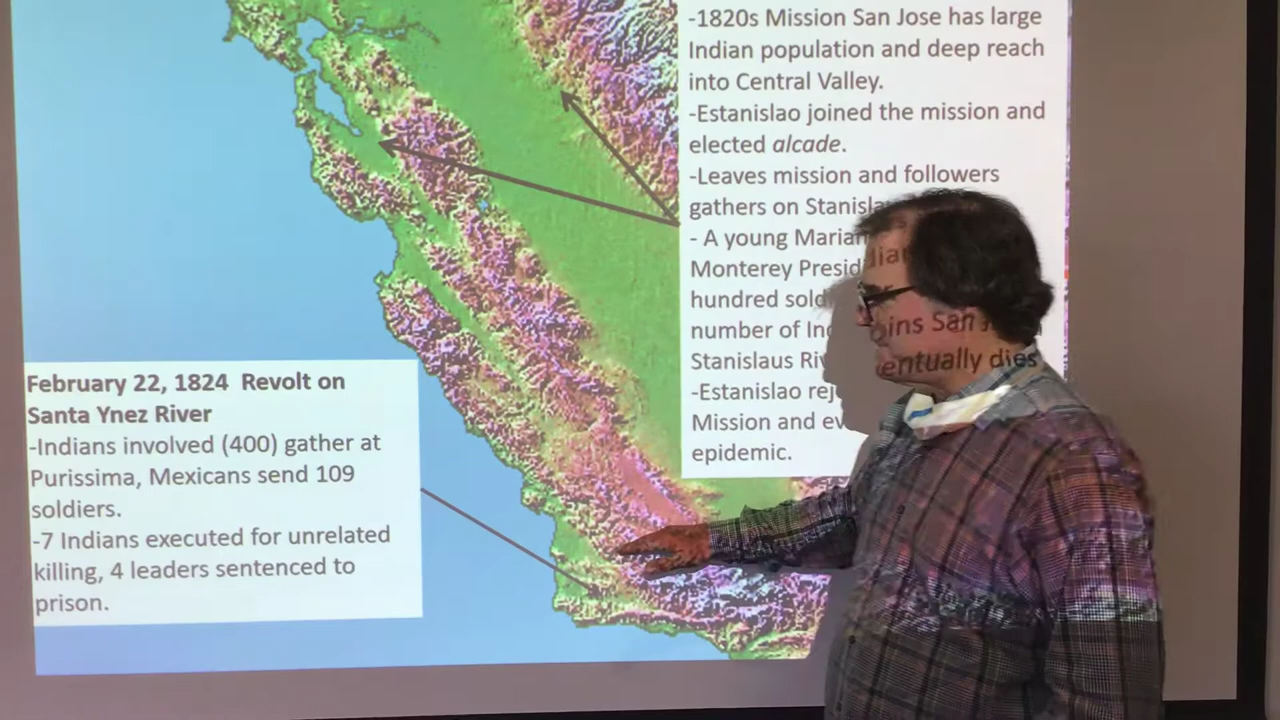 -1820s Mission San Jose has large
Indian population and deep reach
into Central Valley.
-Estanislao joined the mission and
elected alcade.
-Leaves mission and followers
gathers on
- A young
Monterey
hundred
number of
Stanislaus
-Estanislao
Mission and
epidemic.
San
dies
February 22, 1824 Revolt on
Santa Ynez River
-Indians involved (400) gather at
Purissima, Mexicans send 109
soldiers.
-7 Indians executed for unrelated
killing, 4 leaders sentenced to
prison.